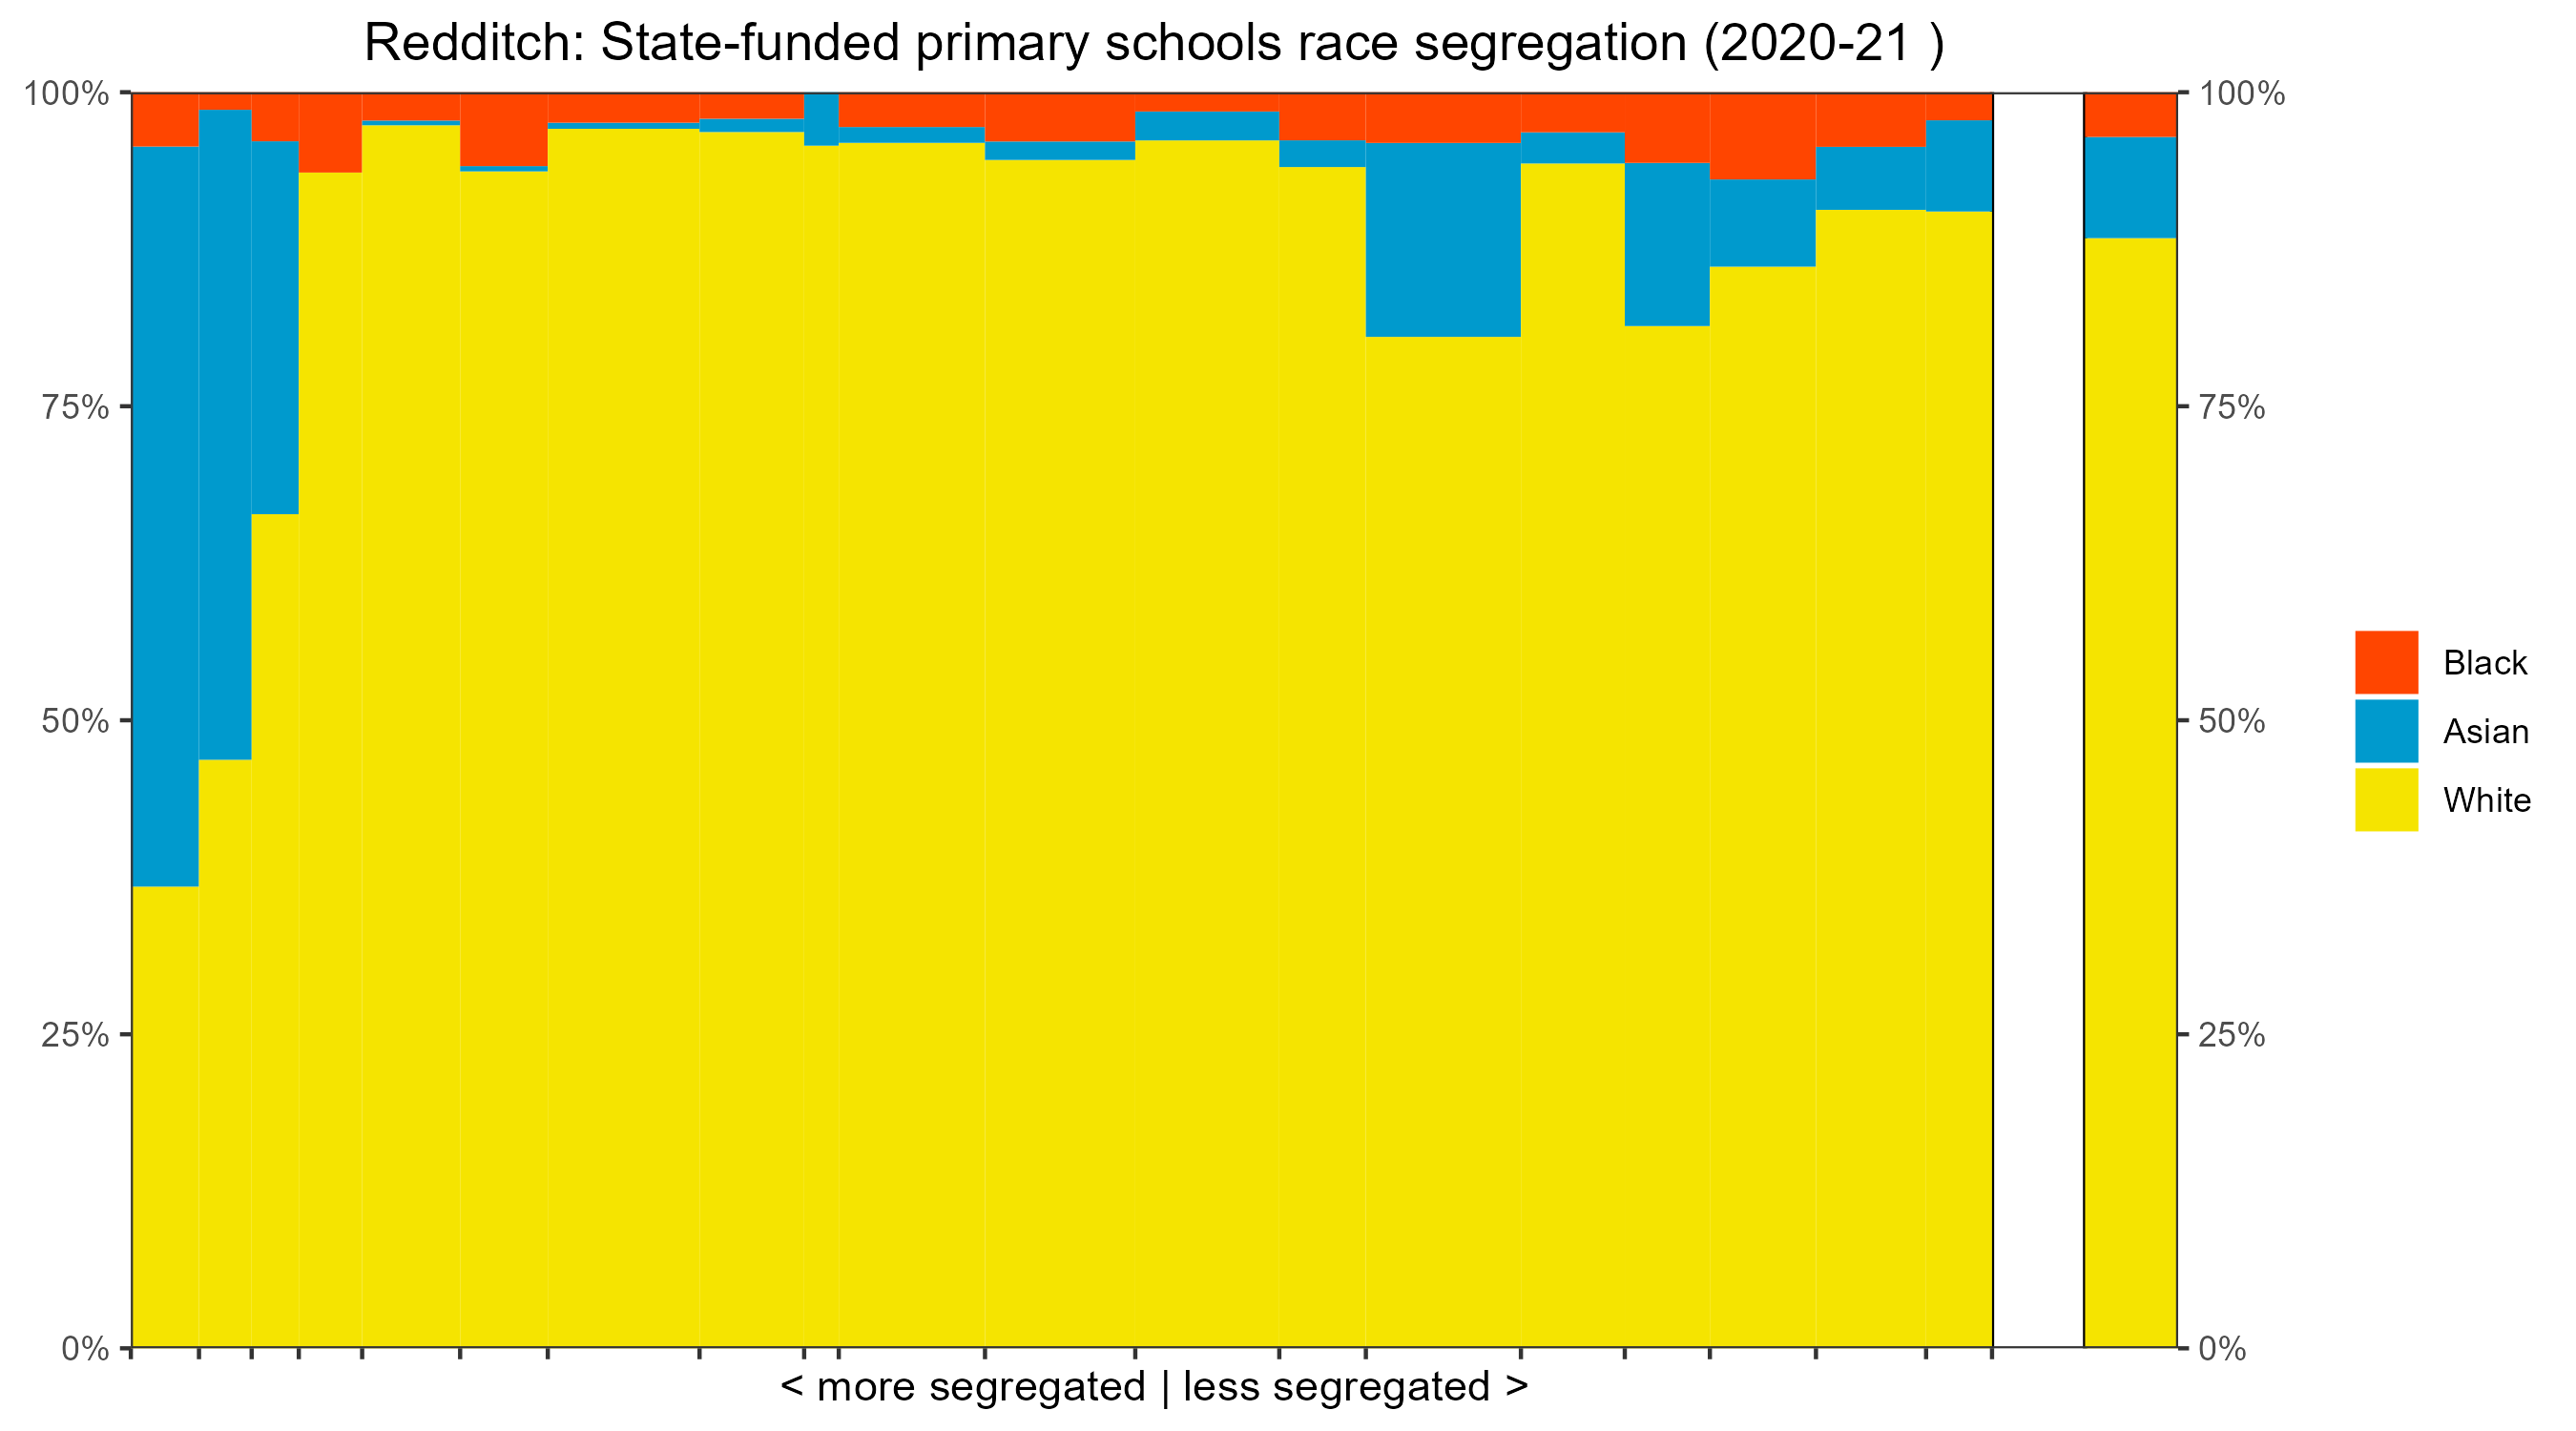 Redditch: State-funded primary schools race segregation (2020-21 )
100%
75%
50%
25%
0%
100%
75%
50%
25%
0%
Black
Asian
White
< more segregated | less segregated >